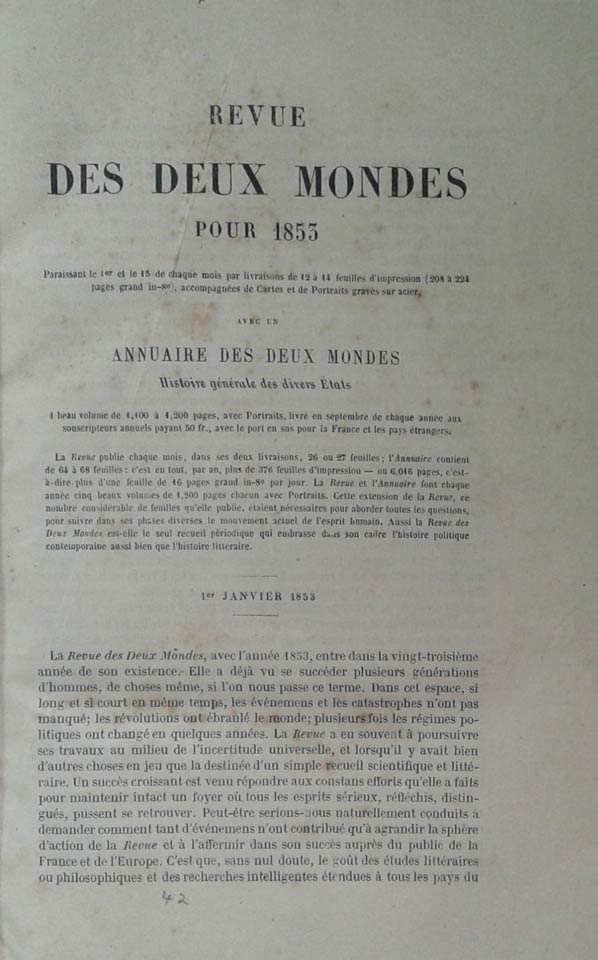 REVUE
DES DEUX MONDES
POUR 1853
Paraissant le 1er et le 15 de chaque mois par livraisons de 12 à 14 feuilles d'impression (208 à 224
pages grand in-8º), accompagnées de Cartes et de Portraits gravés sur acier,
AVEC UN
ANNUAIRE DES DEUX MONDES
Histoire générale des divers États
1 beau volume de 1,100 à 1,200 pages, avec Portraits, livré en septembre de chaque année aux
souscripteurs annuels payant 50 fr., avec le port en sus pour la France et les pays étrangers.
La Revue publie chaque mois, dans ses deux livraisons, 26 ou 27 feuilles; l'Annuaire contient
de 64 à 68 feuilles: c'est en tout, par an, plus de 376 feuilles d'impression — ou 6,016 pages, c'est-
à-dire plus d'une feuille de 16 pages grand in-8º par jour. La Revue et l'Annuaire font chaque
année cinq beaux volumes de 1,200 pages chacun avec Portraits. Cette extension de la Revue, ce
nombre considérable de feuilles qu'elle publie, étaient nécessaires pour aborder toutes les questions,
pour suivre dans ses phases diverses le mouvement actuel de l'esprit humain. Aussi la Revue des
Deux Mondes est-elle le seul recueil périodique qui embrasse dans son cadre l'histoire politique
contemporaine aussi bien que l'histoire littéraire.
1er JANVIER 1853
La Revue des Deux Mondes, avec l'année 1853, entre dans la vingt-troisième
année de son existence. Elle a déjà vu se succéder plusieurs générations
d'hommes, de choses même, si l'on nous passe ce terme. Dans cet espace, si
long et si court en même temps, les événemens et les catastrophes n'ont pas
manqué; les révolutions ont ébranlé le monde; plusieurs fois les régimes po-
litiques ont changé en quelques années. La Revue a eu souvent à poursuivre
ses travaux au milieu de l'incertitude universelle, et lorsqu'il y avait bien
d'autres choses en jeu que la destinée d'un simple recueil scientifique et litté-
raire. Un succès croissant est venu répondre aux constans efforts qu'elle a faits
pour maintenir intact un foyer où tous les esprits sérieux, réfléchis, distin-
gués, pussent se retrouver. Peut-être serions-nous naturellement conduits à
demander comment tant d'événemens n'ont contribué qu'à agrandir la sphère
d'action de la Revue et à l'affermir dans son succès auprès du public de la
France et de l'Europe. C'est que, sans nul doute, le goût des études littéraires
ou philosophiques et des recherches intelligentes étendues à tous les pays du
42